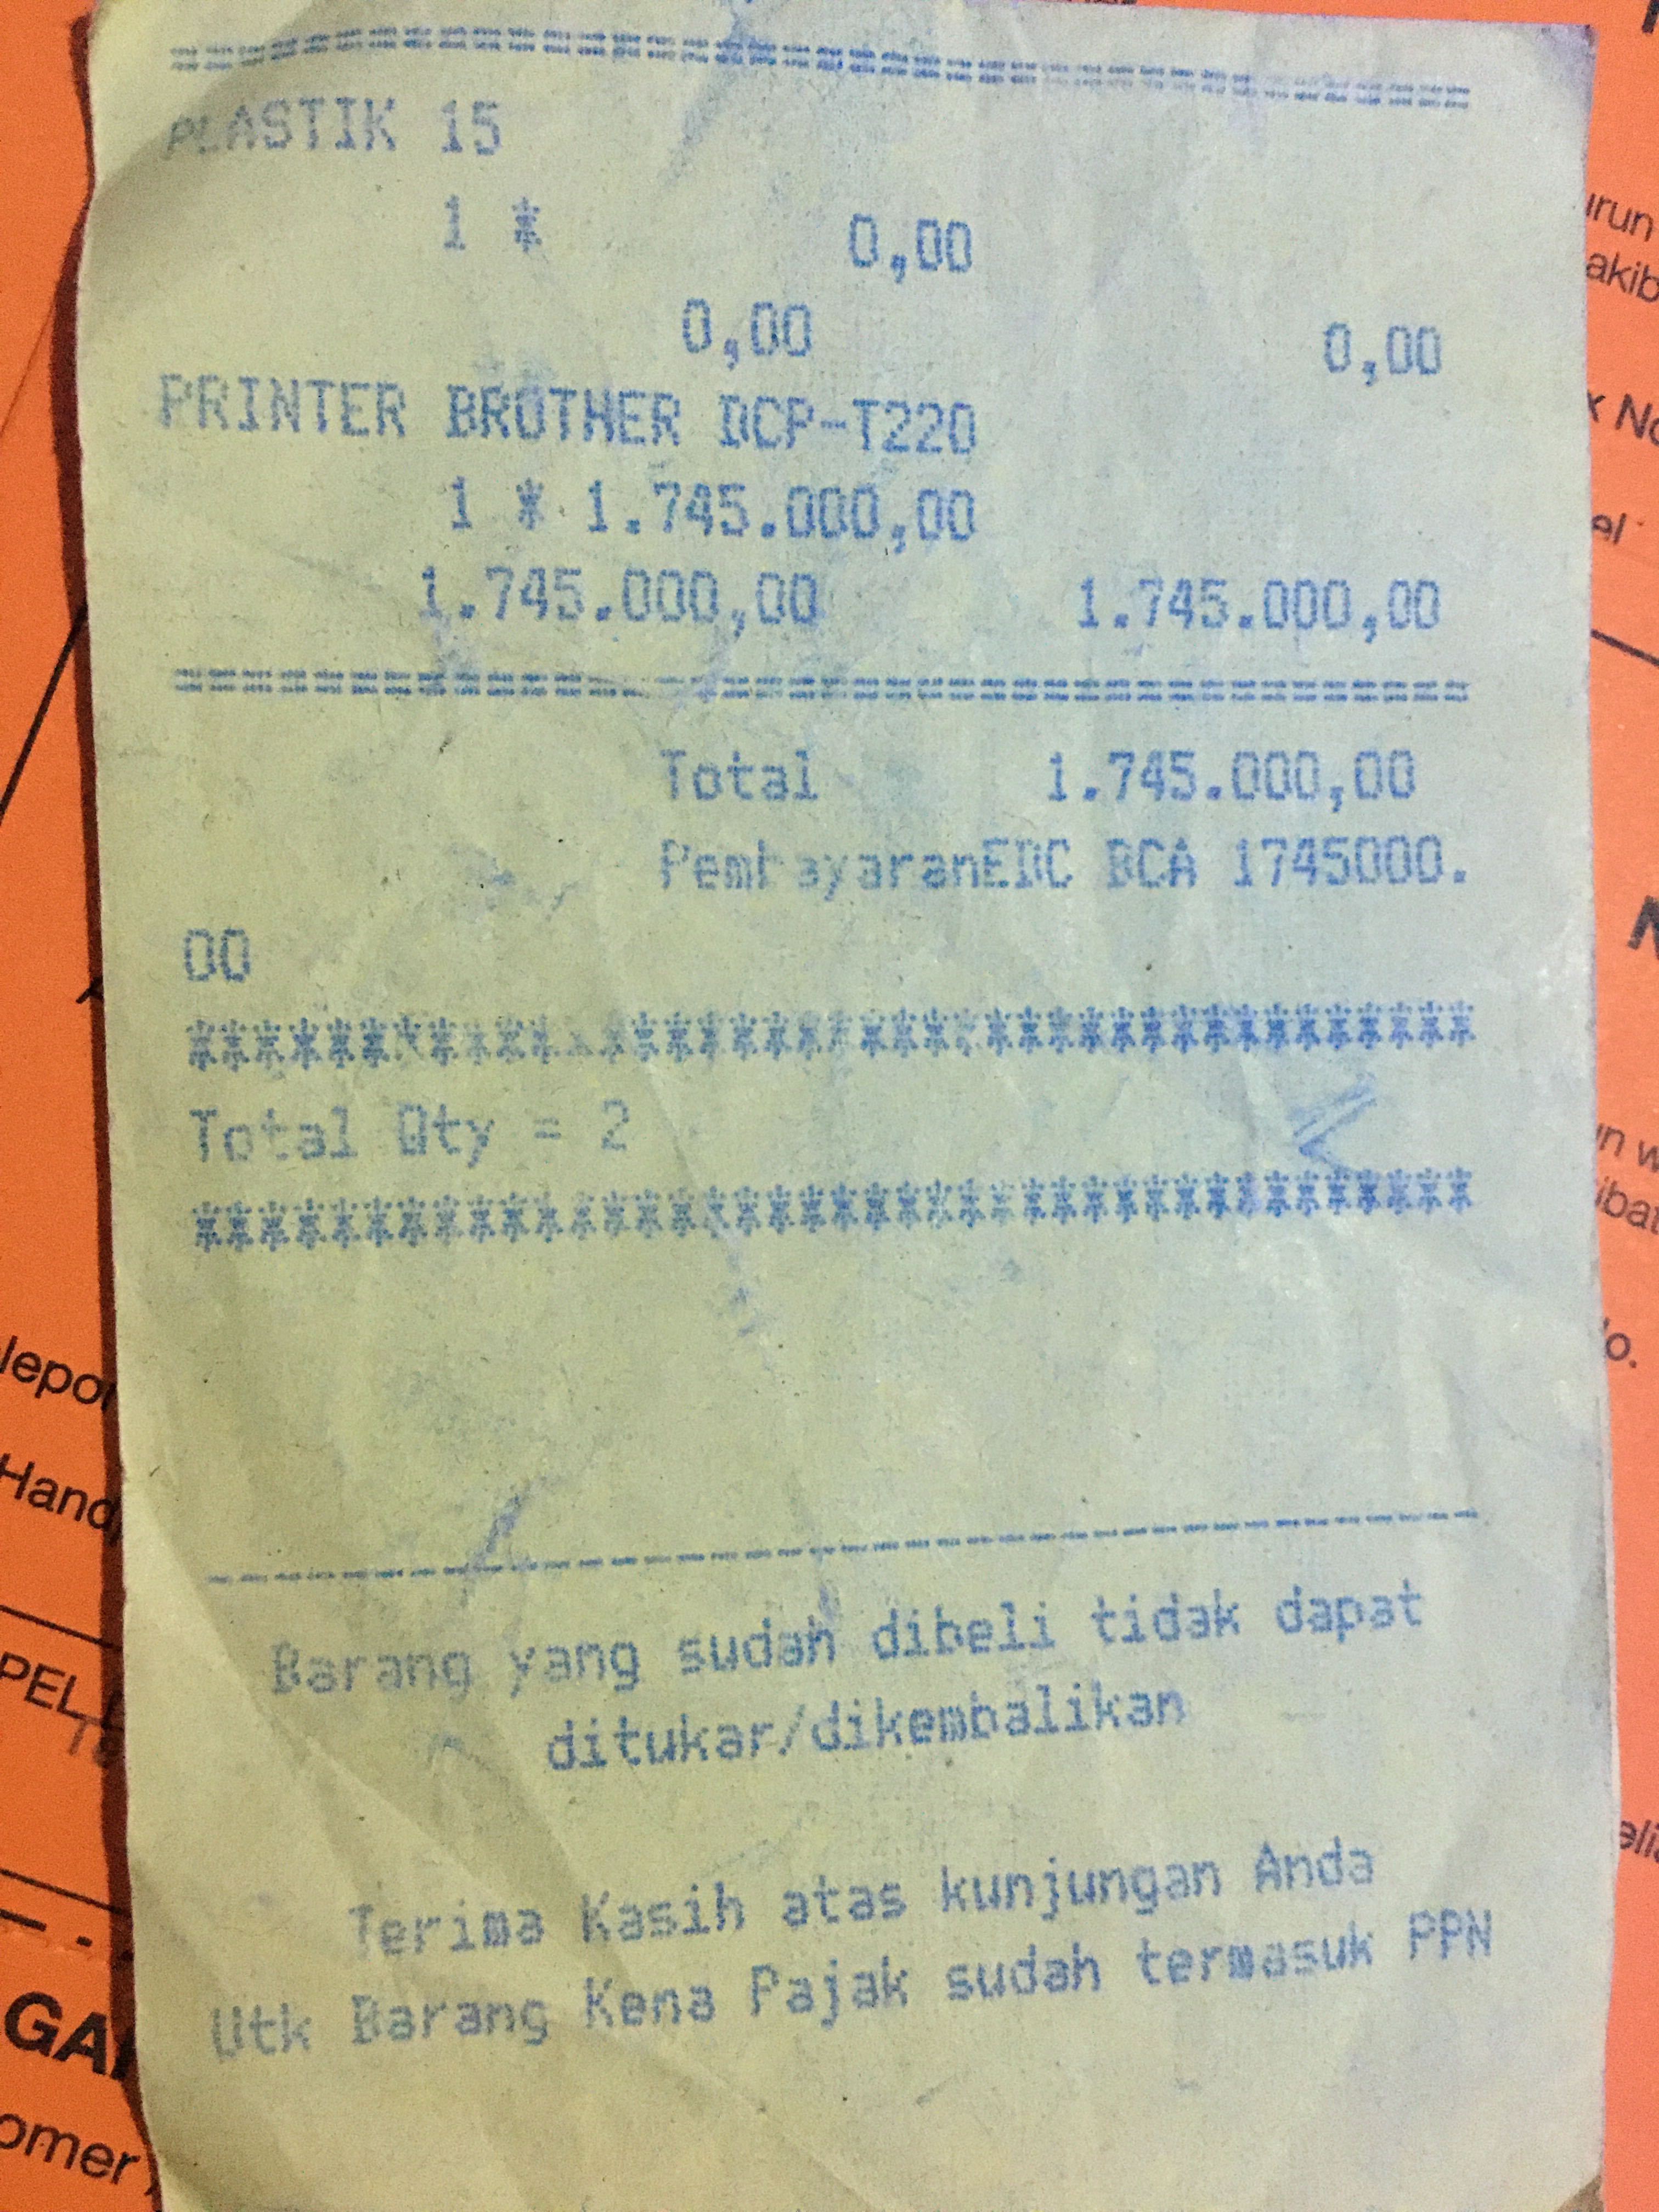 ================================
PLASTIK 15
1 * 0,00
0,00 0,00
PRINTER BROTHER DCP-T220
1 * 1.745.000,00
1.745.000,00 1.745.000,00
================================
Total 1.745.000,00
PembayaranEDC BCA 1745000.
00
**************************************
Total Qty = 2
**************************************
----------------------------------------
Barang yang sudah dibeli tidak dapat
ditukar/dikembalikan
Terima Kasih atas kunjungan Anda
Utk Barang Kena Pajak sudah termasuk PPN